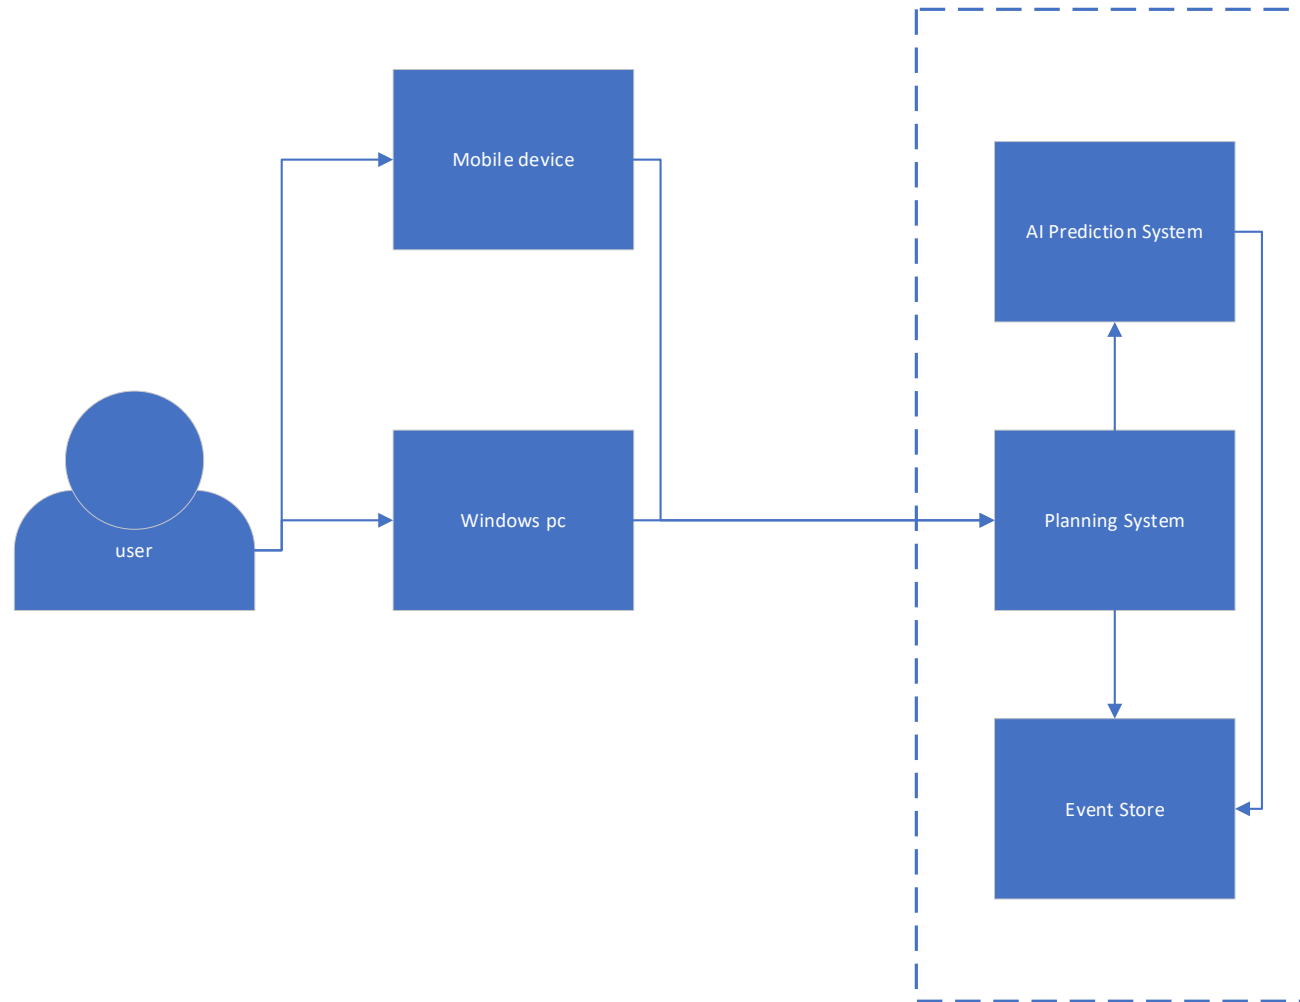 Mobile device
AI Prediction System
Windows pc
Planning System
user
Event Store